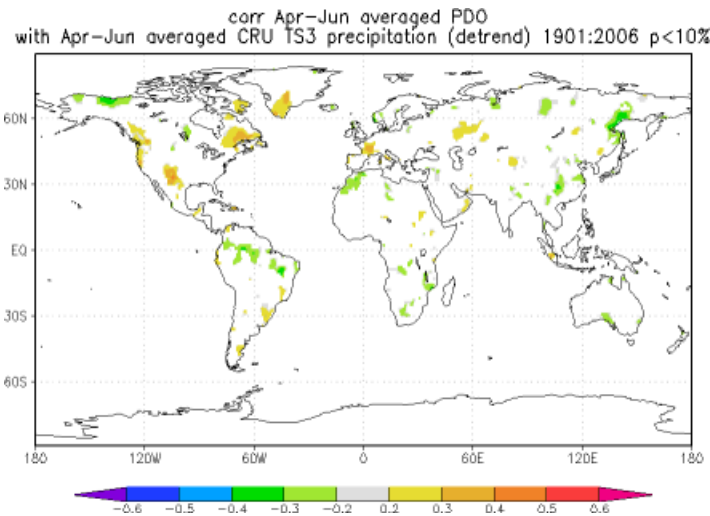 corr Apr-Jun averaged PDO
with Apr-Jun averaged CRU TS3 precipitation (detrend) 1901:2006 p<10%
60N
30N
EQ
30S
60S
180 120W 60W 0 60E 120E 180
-0.6 -0.5 -0.4 -0.3 -0.2 0.2 0.3 0.4 0.5 0.6